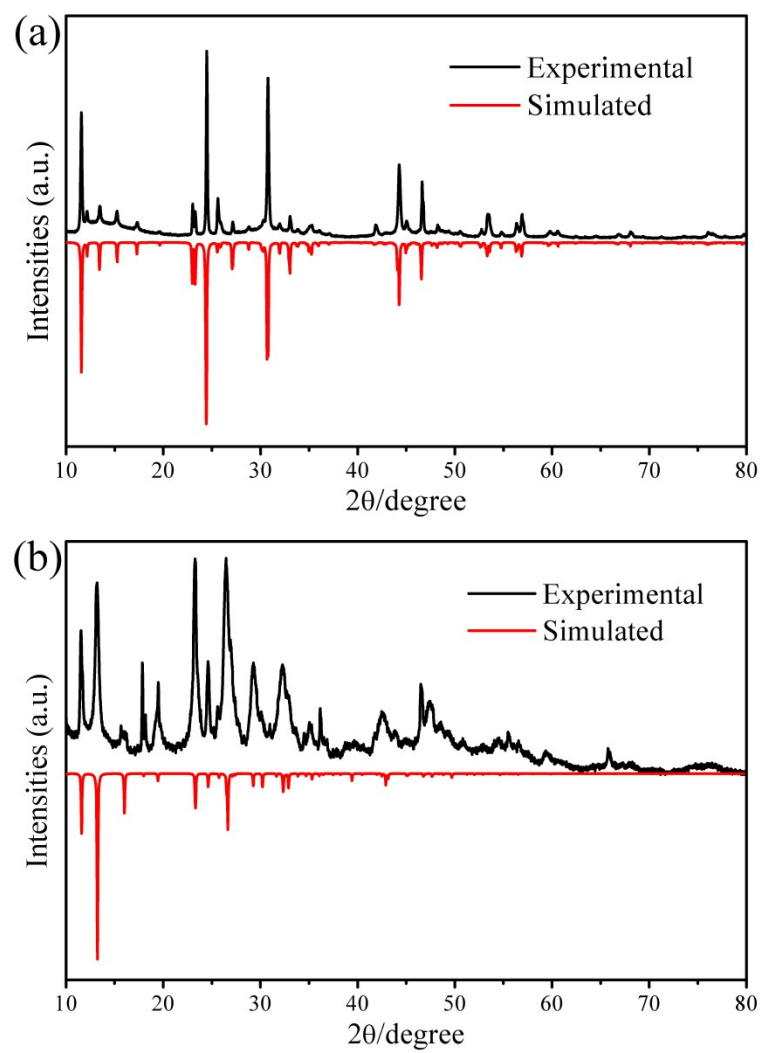 (a)
Experimental
Simulated
Intensities (a.u.)
10 20 30 40 50 60 70 80
2θ/degree
(b)
Experimental
Simulated
Intensities (a.u.)
10 20 30 40 50 60 70 80
2θ/degree